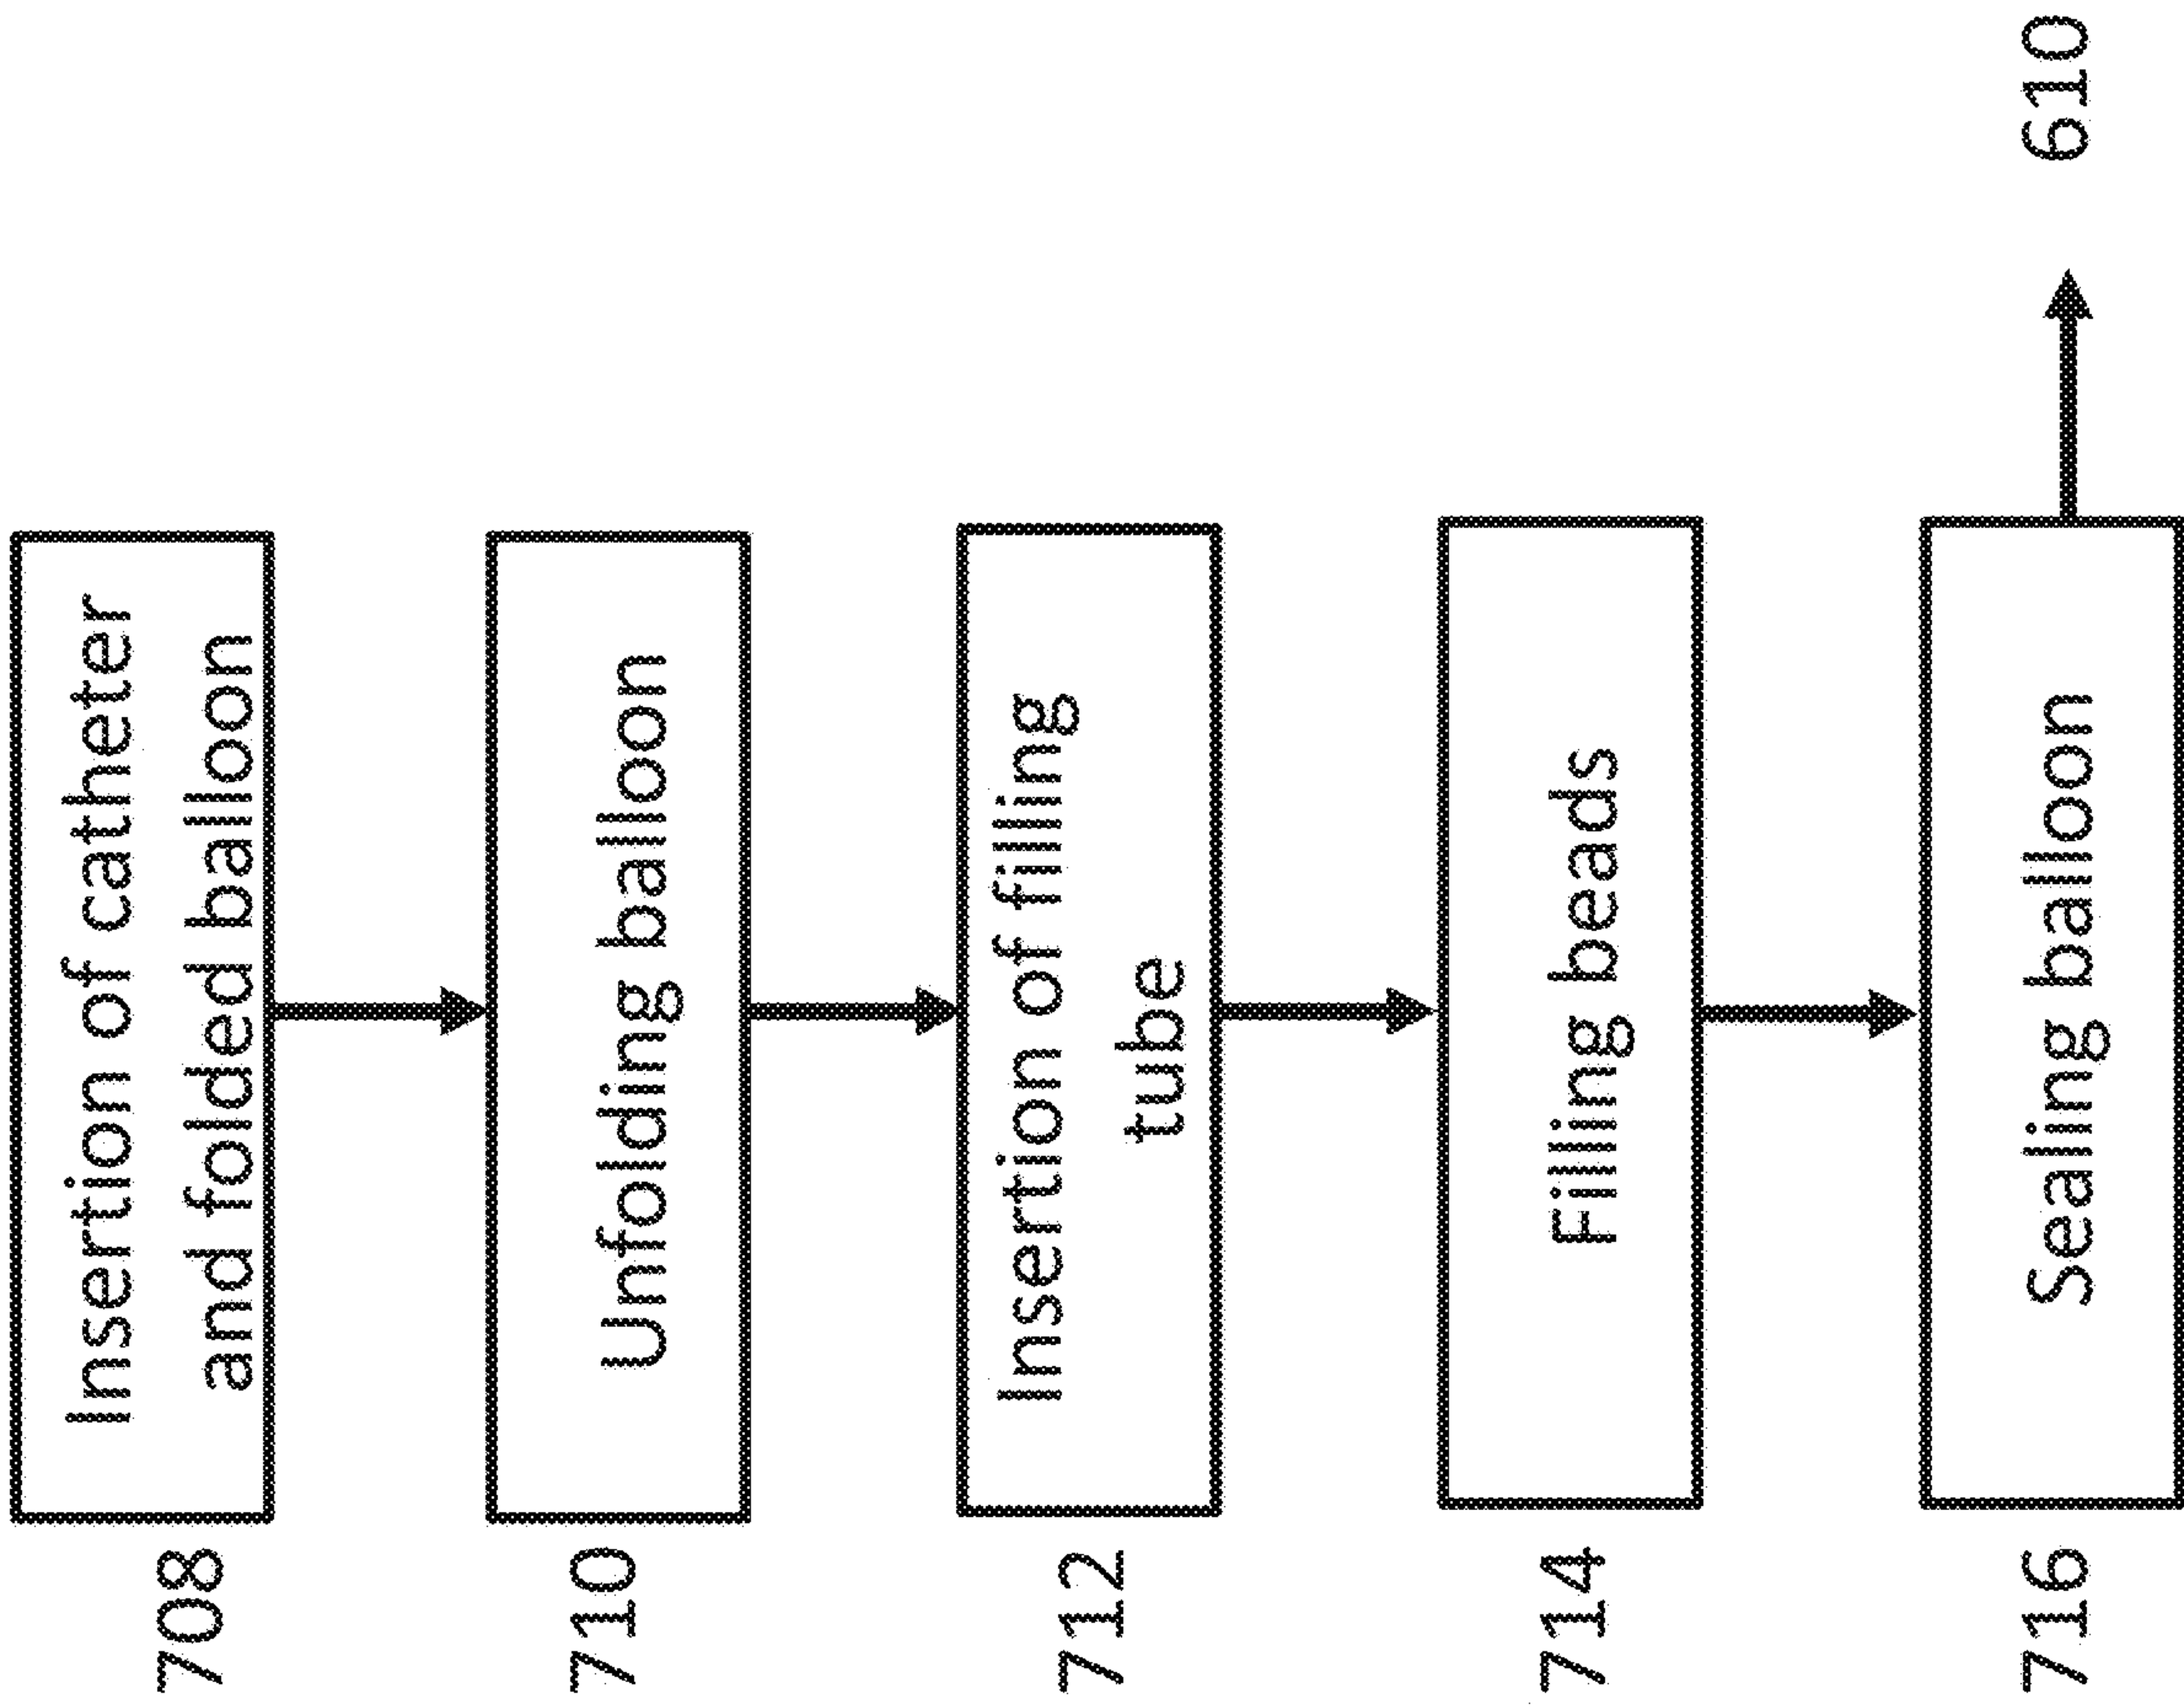 708
Insertion of catheter
and folded balloon
710
Unfolding balloon
712
Insertion of filling
tube
714
Filling beads
716
Sealing balloon
610